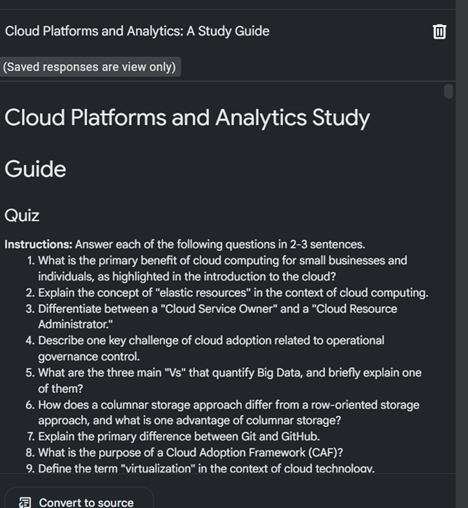 Cloud Platforms and Analytics: A Study Guide
(Saved responses are view only)
Cloud Platforms and Analytics Study
Guide
Quiz
Instructions: Answer each of the following questions in 2-3 sentences.
1. What is the primary benefit of cloud computing for small businesses and
individuals, as highlighted in the introduction to the cloud?
2. Explain the concept of "elastic resources" in the context of cloud computing.
3. Differentiate between a "Cloud Service Owner" and a "Cloud Resource
Administrator."
4. Describe one key challenge of cloud adoption related to operational
governance control.
5. What are the three main "Vs" that quantify Big Data, and briefly explain one
of them?
6. How does a columnar storage approach differ from a row-oriented storage
approach, and what is one advantage of columnar storage?
7. Explain the primary difference between Git and GitHub.
8. What is the purpose of a Cloud Adoption Framework (CAF)?
9. Define the term "virtualization" in the context of cloud technology.
Convert to source